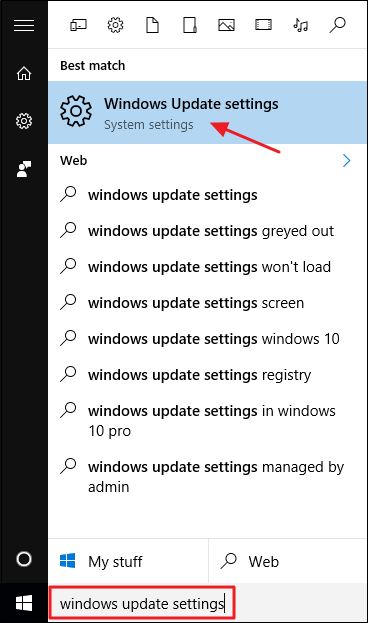 Best match
Windows Update settings
System settings
Web
windows update settings
windows update settings greyed out
windows update settings won't load
windows update settings screen
windows update settings windows 10
windows update settings registry
windows update settings in windows
10 pro
windows update settings managed by
admin
My stuff
Web
windows update settings